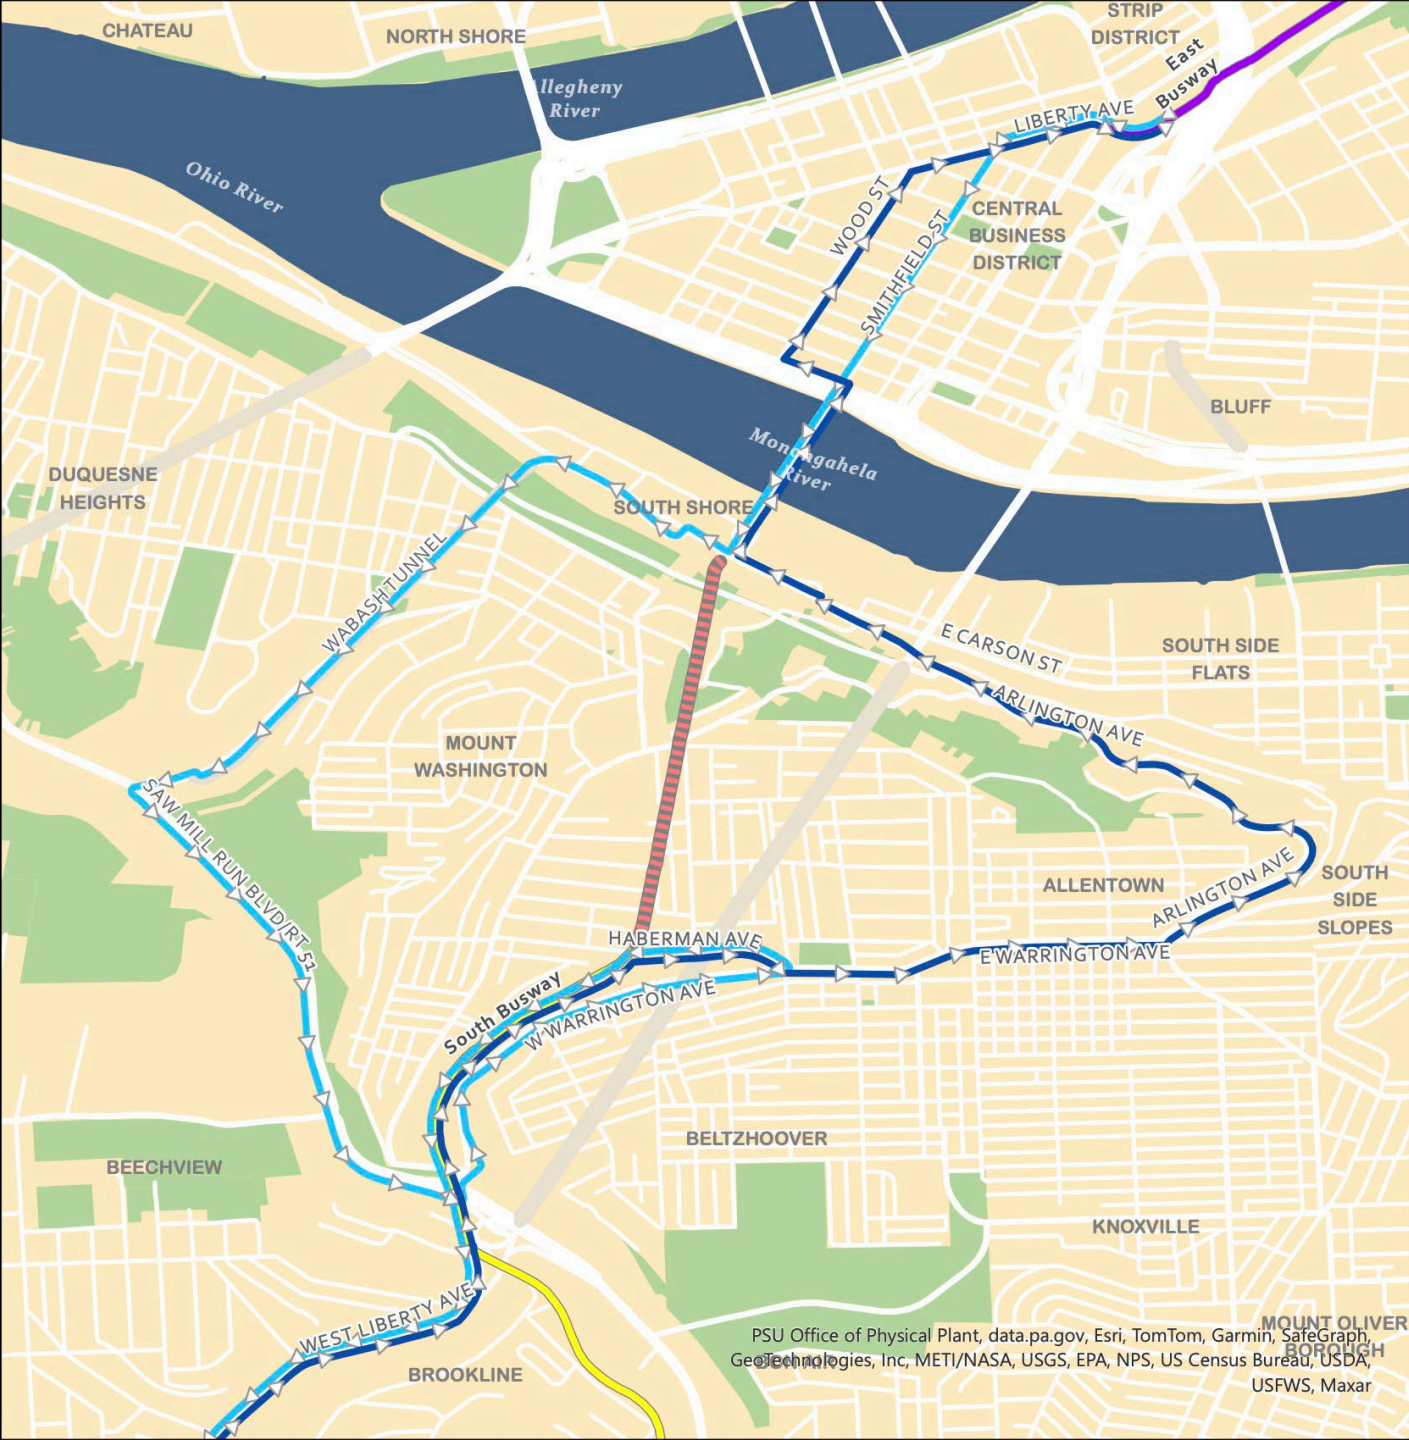 CHATEAU
NORTH SHORE
STRIP
DISTRICT
East
Busway
Allegheny
River
LIBERTY AVE
Ohio River
WOOD ST
SMITHFIELD ST
CENTRAL
BUSINESS
DISTRICT
BLUFF
Monongahela
River
DUQUESNE
HEIGHTS
SOUTH SHORE
WABASH TUNNEL
E CARSON ST
SOUTH SIDE
FLATS
ARLINGTON AVE
MOUNT
WASHINGTON
SAW MILL RUN BLVD/RT 51
ALLENTOWN
ARLINGTON AVE
SOUTH
SIDE
SLOPES
HABERMAN AVE
E WARRINGTON AVE
South Busway
W WARRINGTON AVE
BELTZHOOVER
BEECHVIEW
KNOXVILLE
WEST LIBERTY AVE
MOUNT OLIVER
BOROUGH
BROOKLINE
PSU Office of Physical Plant, data.pa.gov, Esri, TomTom, Garmin, SafeGraph,
GeoTechnologies, Inc, METI/NASA, USGS, EPA, NPS, US Census Bureau, USDA,
USFWS, Maxar